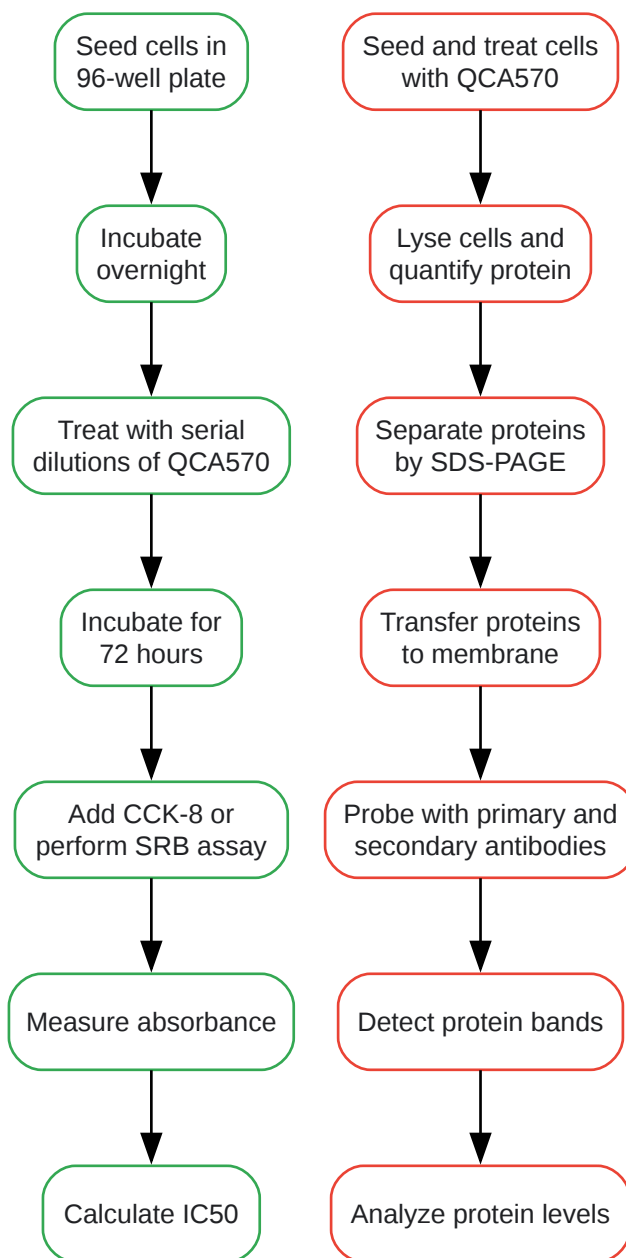 Seed cells in
96-well plate
Incubate
overnight
Treat with serial
dilutions of QCA570
Incubate for
72 hours
Add CCK-8 or
perform SRB assay
Measure absorbance
Calculate IC50
Seed and treat cells
with QCA570
Lyse cells and
quantify protein
Separate proteins
by SDS-PAGE
Transfer proteins
to membrane
Probe with primary and
secondary antibodies
Detect protein bands
Analyze protein levels